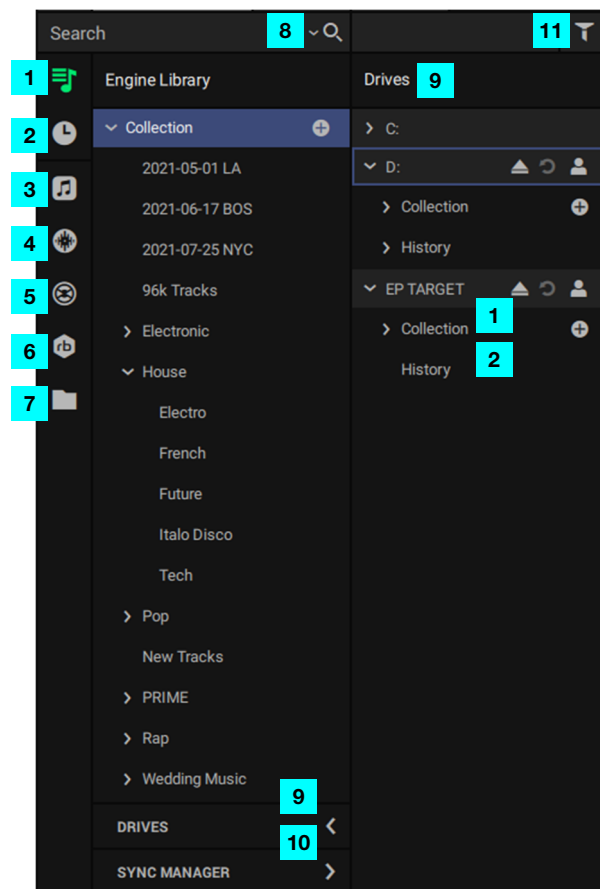 Search 8 11
1 Engine Library Drives 9
2 Collection C:
2021-05-01 LA D:
3 2021-06-17 BOS Collection
4 2021-07-25 NYC History
5 96k Tracks EP TARGET
1
Electronic Collection
6 rb 2
House History
7
Electro
French
Future
Italo Disco
Tech
Pop
New Tracks
PRIME
Rap
Wedding Music
9
DRIVES
10
SYNC MANAGER